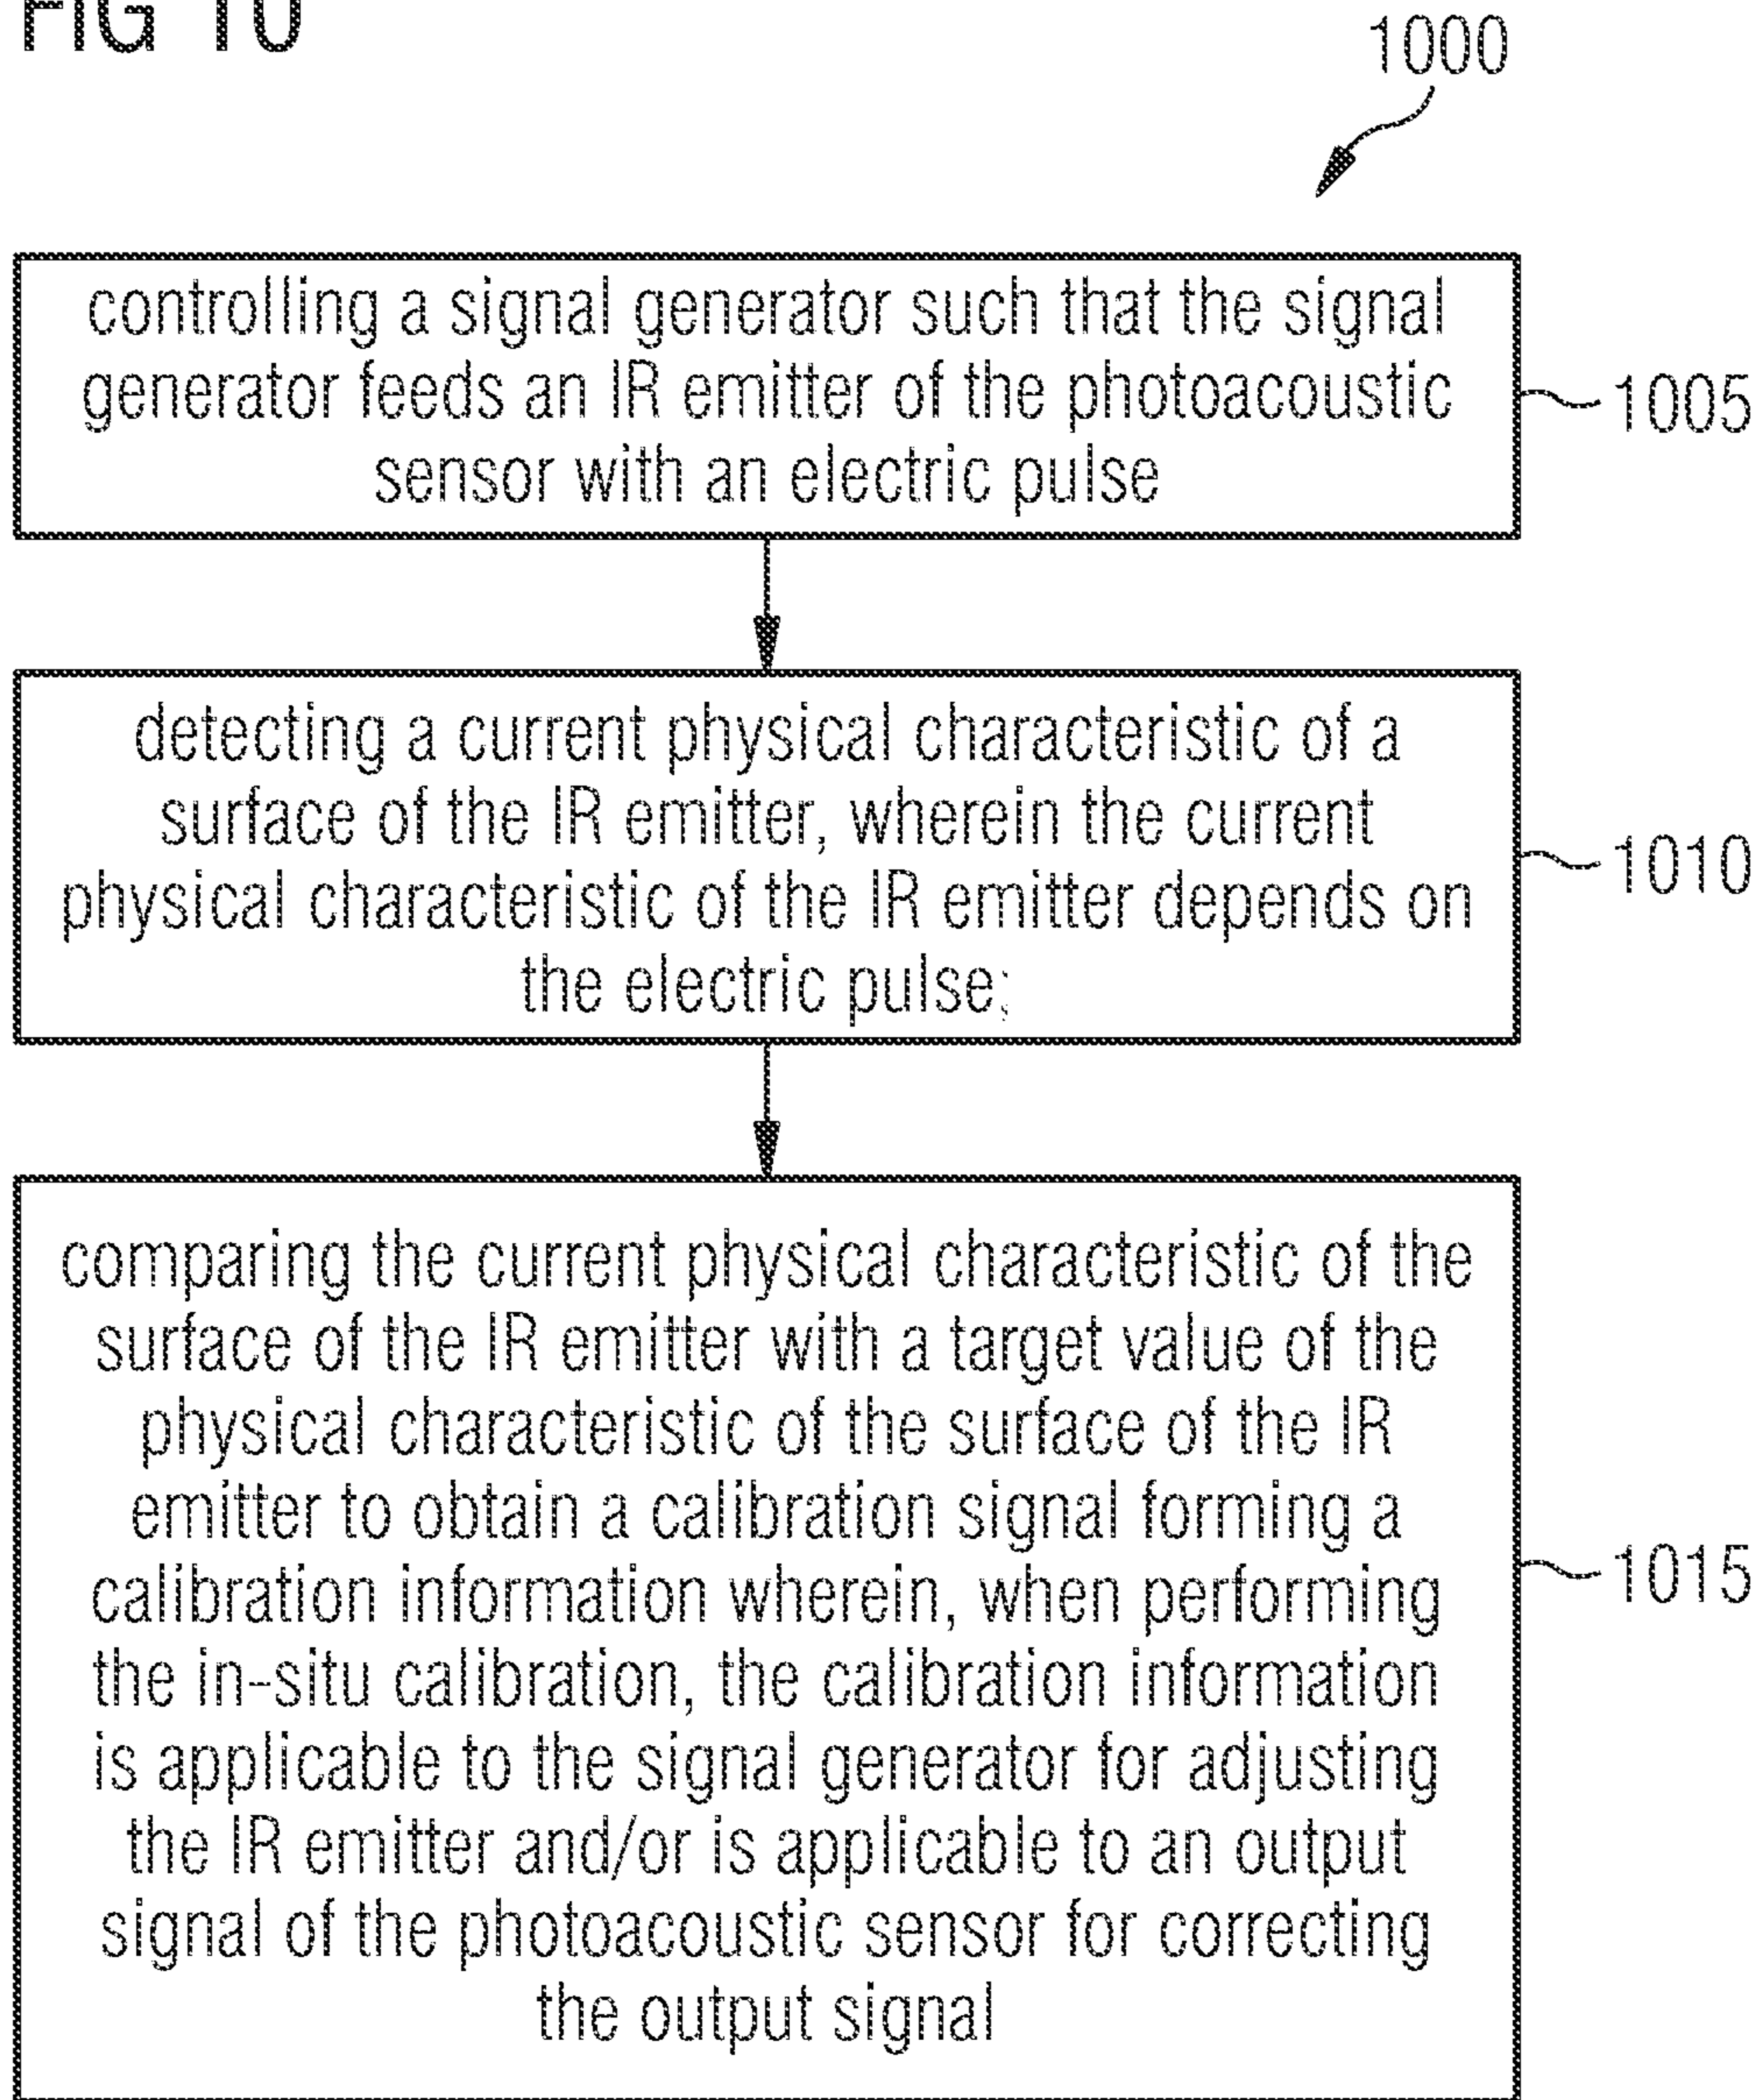 FIG 10
1000
controlling a signal generator such that the signal
generator feeds an IR emitter of the photoacoustic
sensor with an electric pulse
1005
detecting a current physical characteristic of a
surface of the IR emitter, wherein the current
physical characteristic of the IR emitter depends on
the electric pulse;
1010
comparing the current physical characteristic of the
surface of the IR emitter with a target value of the
physical characteristic of the surface of the IR
emitter to obtain a calibration signal forming a
calibration information wherein, when performing
the in-situ calibration, the calibration information
is applicable to the signal generator for adjusting
the IR emitter and/or is applicable to an output
signal of the photoacoustic sensor for correcting
the output signal
1015